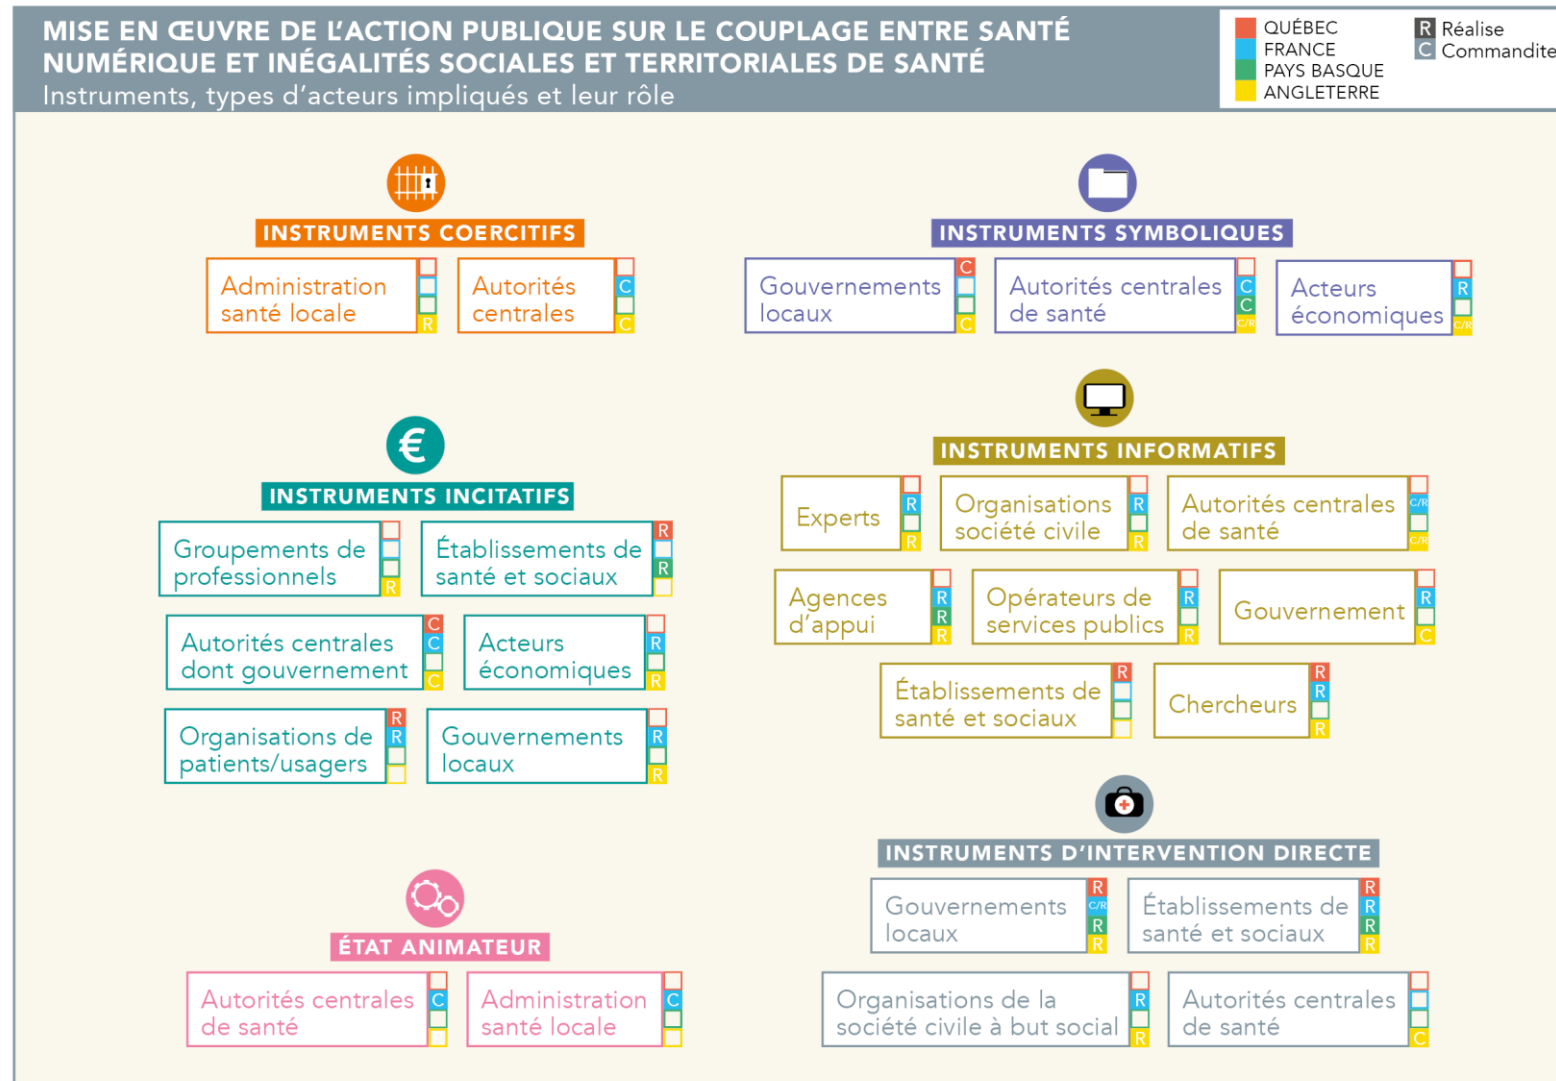 MISE EN ŒUVRE DE L'ACTION PUBLIQUE SUR LE COUPLAGE ENTRE SANTÉ
NUMÉRIQUE ET INÉGALITÉS SOCIALES ET TERRITORIALES DE SANTÉ
Instruments, types d'acteurs impliqués et leur rôle
QUÉBEC
FRANCE
PAYS BASQUE
ANGLETERRE
R Réalise
C Commandite
INSTRUMENTS COERCITIFS
Administration
santé locale
R
Autorités
centrales
C
C
INSTRUMENTS SYMBOLIQUES
Gouvernements
locaux
C
C
Autorités centrales
de santé
C
C
C/R
Acteurs
économiques
R
C/R
INSTRUMENTS INCITATIFS
Groupements de
professionnels
R
Établissements de
santé et sociaux
R
R
Autorités centrales
dont gouvernement
C
C
C
Acteurs
économiques
R
R
Organisations de
patients/usagers
R
R
Gouvernements
locaux
R
R
INSTRUMENTS INFORMATIFS
Experts
R
R
Organisations
société civile
R
R
Autorités centrales
de santé
C/R
C/R
Agences
d'appui
R
R
R
Opérateurs de
services publics
R
R
Gouvernement
R
C
Établissements de
santé et sociaux
R
Chercheurs
R
R
R
ÉTAT ANIMATEUR
Autorités centrales
de santé
C
Administration
santé locale
C
INSTRUMENTS D'INTERVENTION DIRECTE
Gouvernements
locaux
R
C/R
R
R
Établissements de
santé et sociaux
R
R
R
R
Organisations de la
société civile à but social
R
R
Autorités centrales
de santé
C